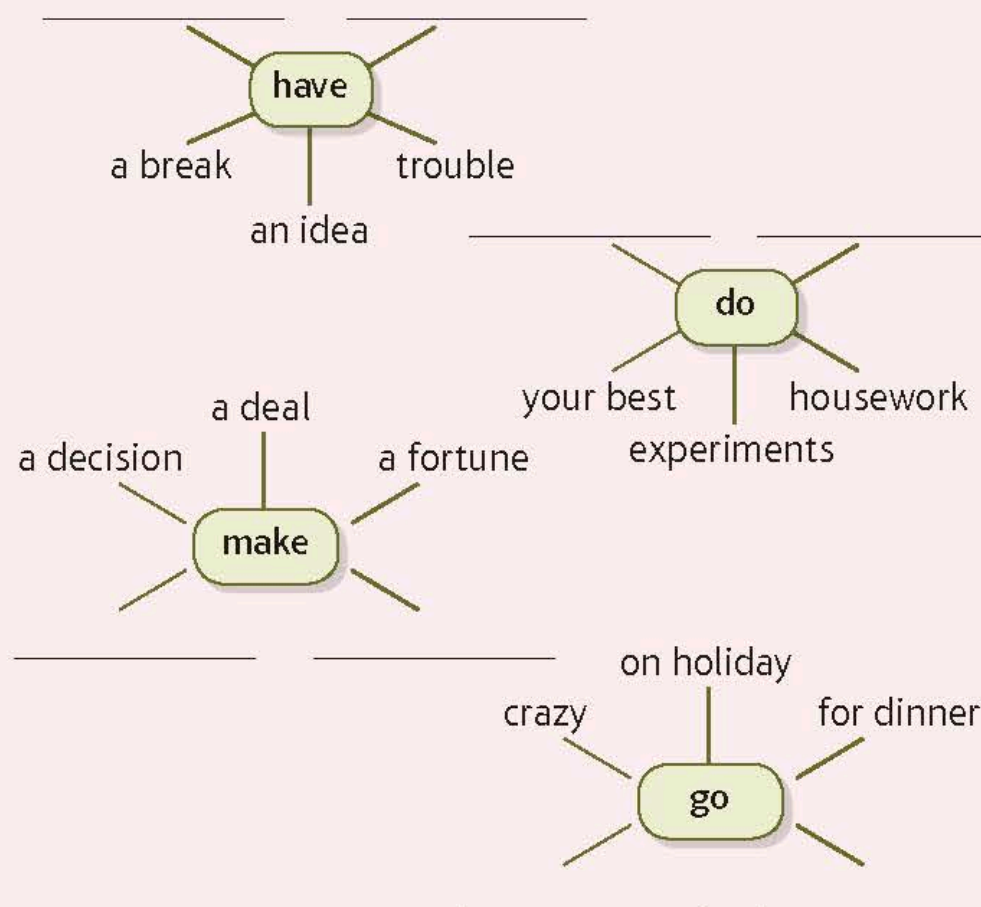 have
a break
trouble
an idea
do
your best
housework
experiments
a deal
a decision
a fortune
make
on holiday
crazy
for dinner
go